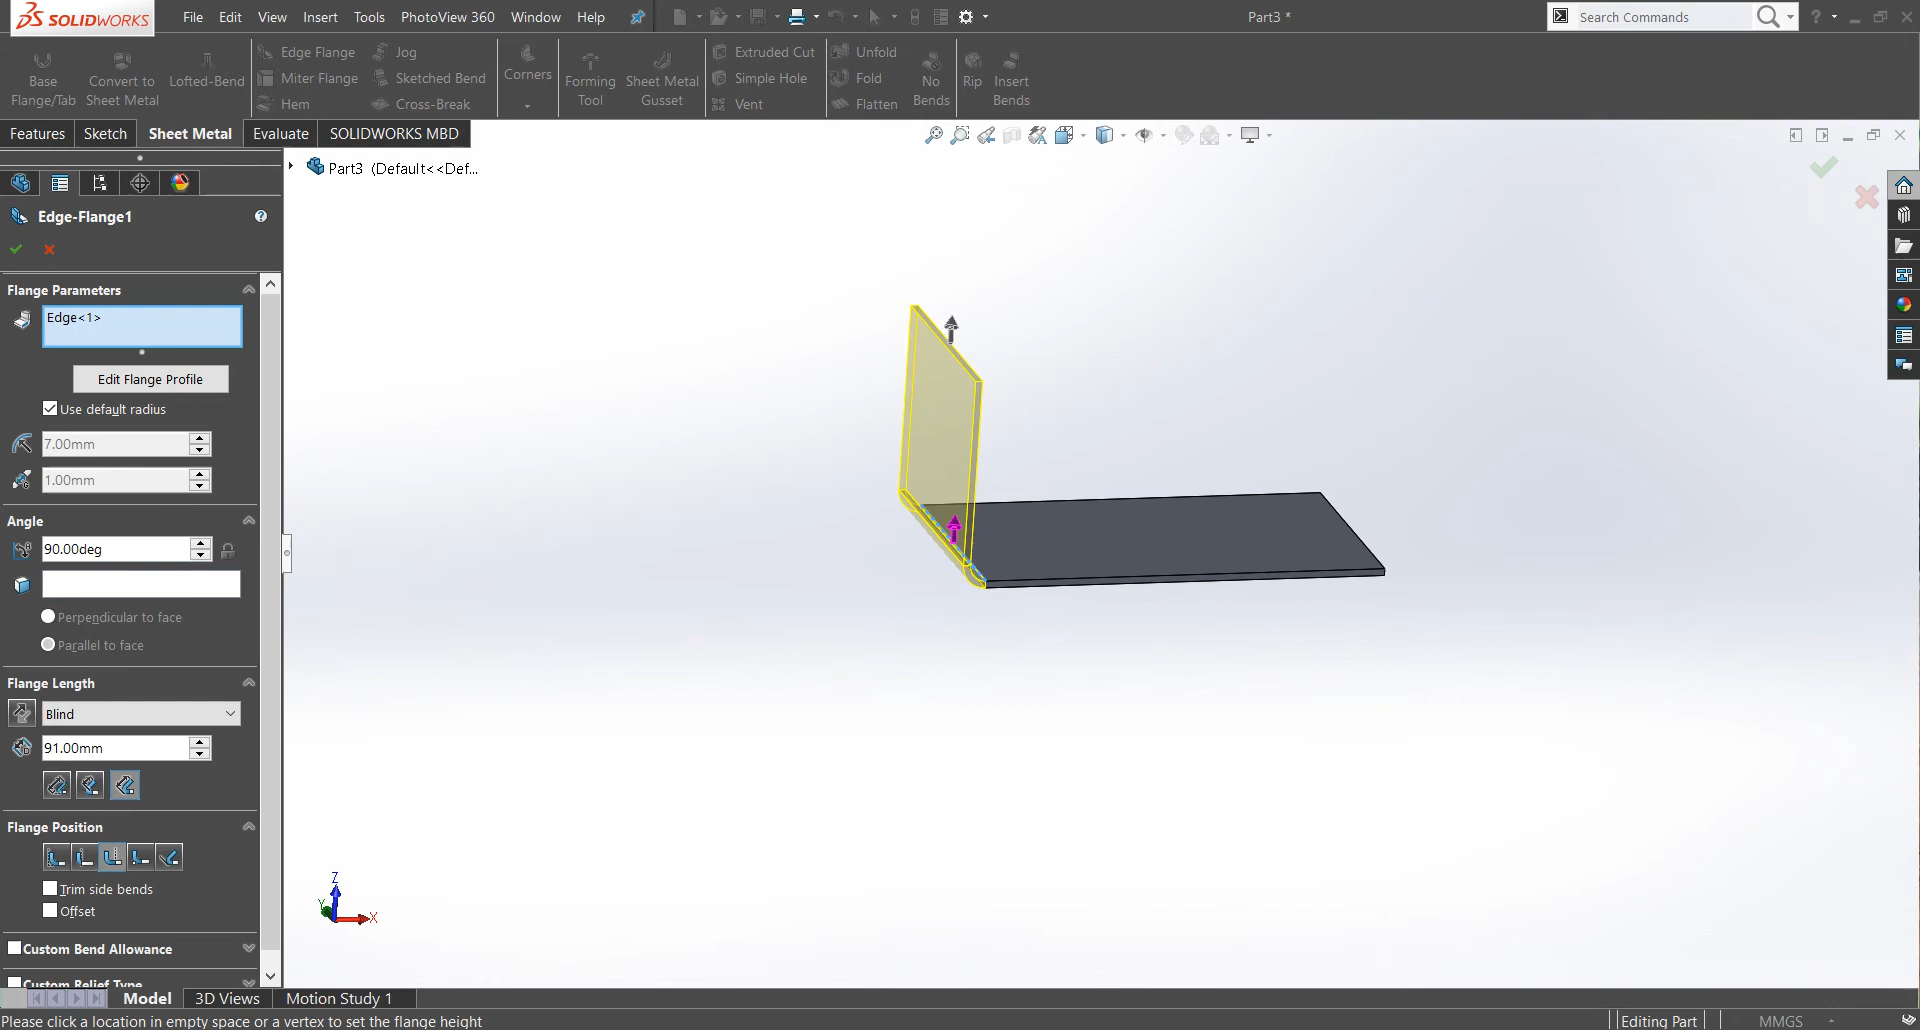 SOLIDWORKS File Edit View Insert Tools PhotoView 360 Window Help Part3 * Search Commands ?
Base Flange/Tab
Convert to Sheet Metal
Lofted-Bend
Edge Flange
Miter Flange
Hem
Jog
Sketched Bend
Cross-Break
Corners
Forming Tool
Sheet Metal Gusset
Extruded Cut
Simple Hole
Vent
Unfold
Fold
Flatten
No Bends
Rip
Insert Bends
Features Sketch Sheet Metal Evaluate SOLIDWORKS MBD
Part3 (Default<<Def...
Edge-Flange1 ?
Flange Parameters
Edge<1>
Edit Flange Profile
Use default radius
7.00mm
1.00mm
Angle
90.00deg
Perpendicular to face
Parallel to face
Flange Length
Blind
91.00mm
Flange Position
Trim side bends
Offset
Custom Bend Allowance
Custom Relief Type
Z
Y
X
Model 3D Views Motion Study 1
Please click a location in empty space or a vertex to set the flange height Editing Part MMGS